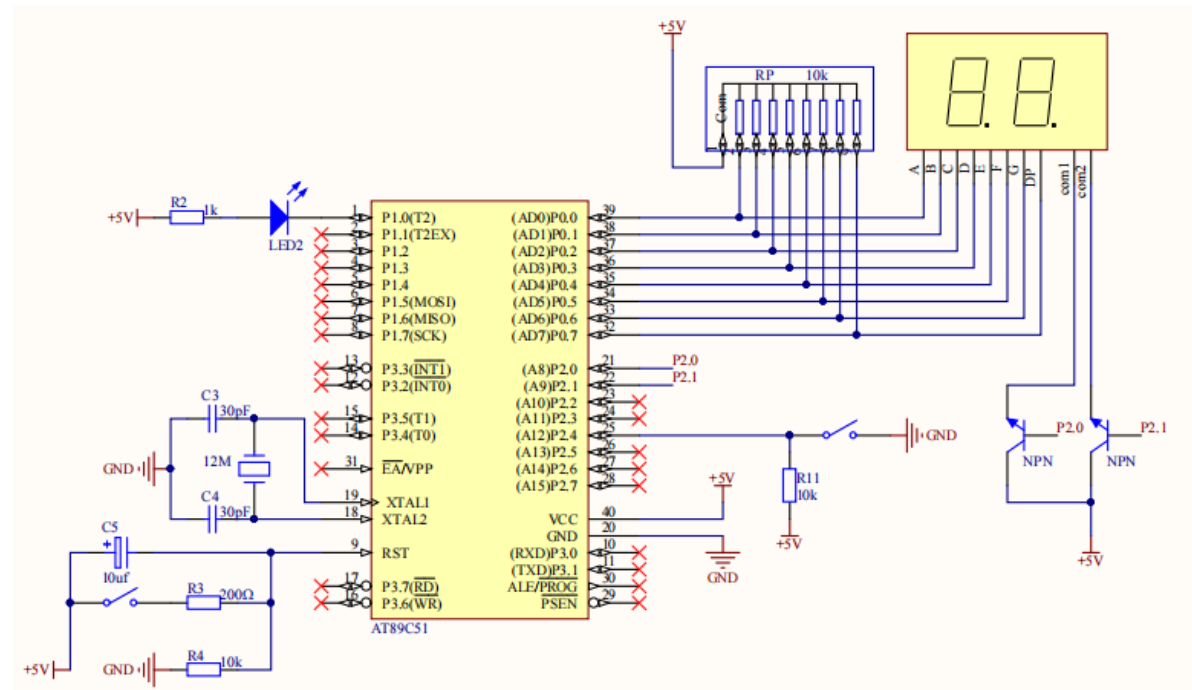 +5V
RP 10k
Com
1 2 3 4 5 6 7 8 9
A B C D E F G DP com1 com2
R2 1k
+5V
LED2
1 P1.0(T2)
2 P1.1(T2EX)
3 P1.2
4 P1.3
5 P1.4
6 P1.5(MOSI)
7 P1.6(MISO)
8 P1.7(SCK)
13 P3.3(INT1)
12 P3.2(INT0)
15 P3.5(T1)
14 P3.4(T0)
31 EA/VPP
19 XTAL1
18 XTAL2
9 RST
17 P3.7(RD)
16 P3.6(WR)
(AD0)P0.0 39
(AD1)P0.1 38
(AD2)P0.2 37
(AD3)P0.3 36
(AD4)P0.4 35
(AD5)P0.5 34
(AD6)P0.6 33
(AD7)P0.7 32
(A8)P2.0 21 P2.0
(A9)P2.1 22 P2.1
(A10)P2.2 23
(A11)P2.3 24
(A12)P2.4 25
(A13)P2.5 26
(A14)P2.6 27
(A15)P2.7 28
VCC 40
GND 20
(RXD)P3.0 10
(TXD)P3.1 11
ALE/PROG 30
PSEN 29
AT89C51
C3
30pF
12M
GND
C4
30pF
C5
+
10uf
R3 200Ω
R4 10k
+5V GND
GND
R11
10k
+5V
+5V
GND
P2.0 P2.1
NPN NPN
+5V